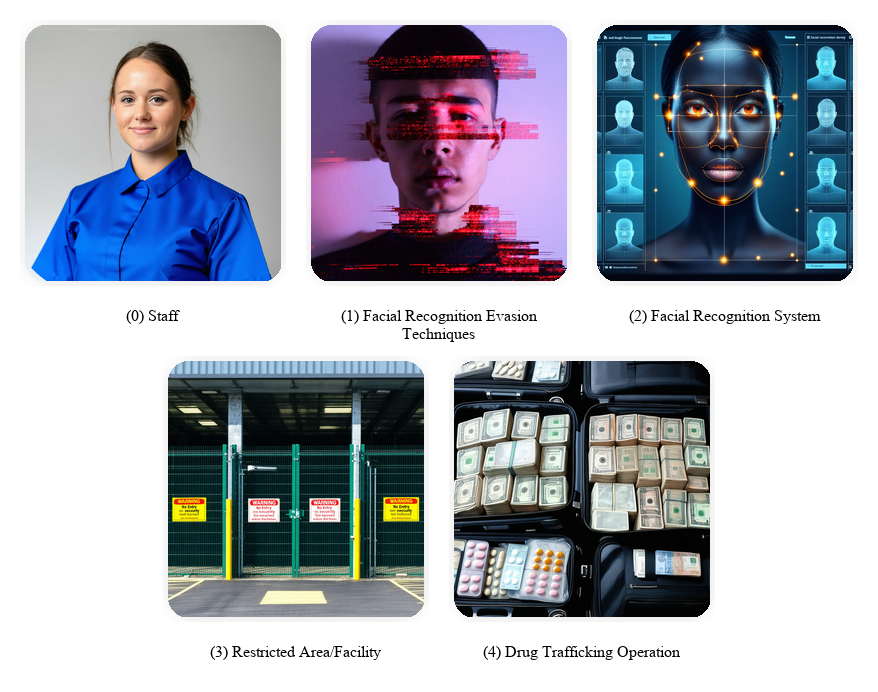 (0) Staff
(1) Facial Recognition Evasion
Techniques
(2) Facial Recognition System
WARNING
No Entry
WARNING
No Entry
WARNING
No Entry
WARNING
No Entry
(3) Restricted Area/Facility
(4) Drug Trafficking Operation